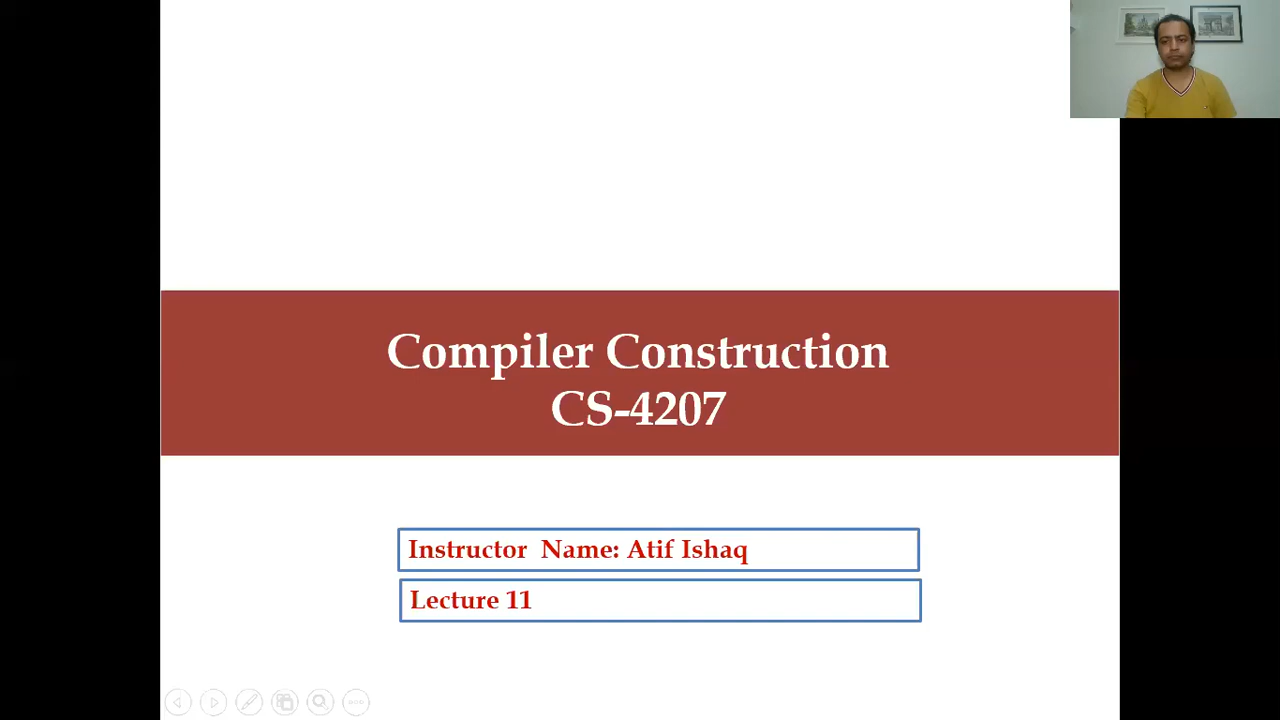 Compiler Construction
CS-4207
Instructor Name: Atif Ishaq
Lecture 11